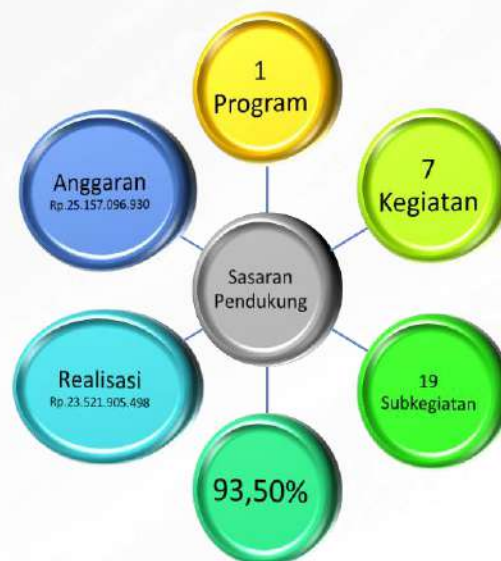 1
Program
7
Kegiatan
19
Subkegiatan
93,50%
Realisasi
Rp.23.521.905.498
Anggaran
Rp.25.157.096.930
Sasaran
Pendukung